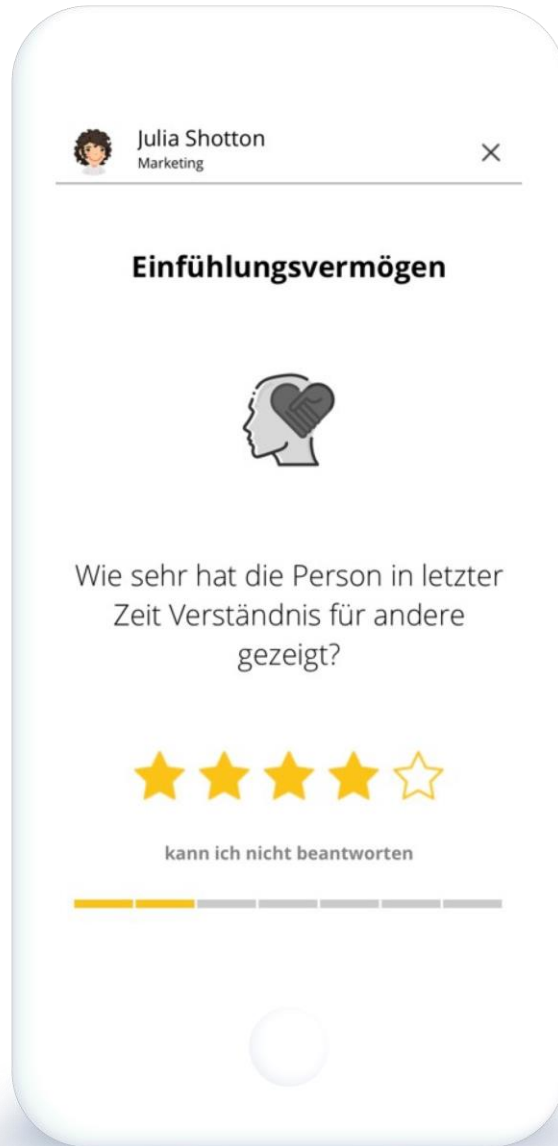 Julia Shotton
Marketing
Einfühlungsvermögen
Wie sehr hat die Person in letzter
Zeit Verständnis für andere
gezeigt?
kann ich nicht beantworten